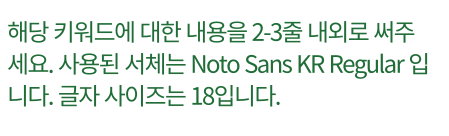 해당 키워드에 대한 내용을 2-3줄 내외로 써주
세요. 사용된 서체는 Noto Sans KR Regular 입
니다. 글자 사이즈는 18입니다.